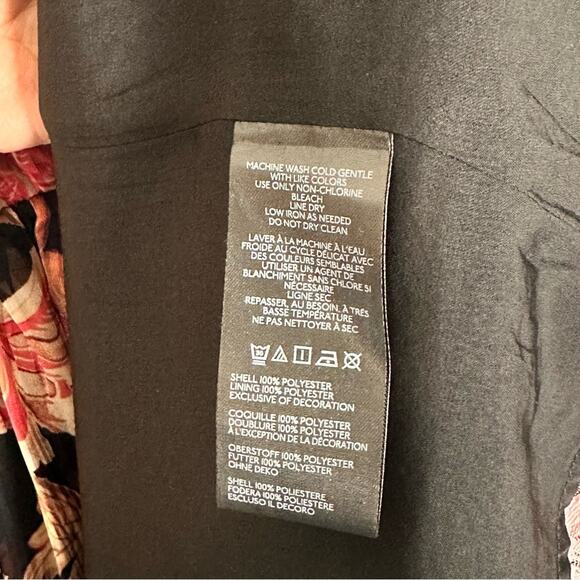 MACHINE WASH COLD GENTLE
WITH LIKE COLORS
USE ONLY NON-CHLORINE
BLEACH
LINE DRY
LOW IRON AS NEEDED
DO NOT DRY CLEAN
LAVER À LA MACHINE À L'EAU
FROIDE AU CYCLE DÉLICAT AVEC
DES COULEURS SEMBLABLES
UTILISER UN AGENT DE
BLANCHIMENT SANS CHLORE SI
NÉCESSAIRE
LIGNE SEC
REPASSER, AU BESOIN, À TRÈS
BASSE TEMPÉRATURE
NE PAS NETTOYER À SEC
SHELL 100% POLYESTER
LINING 100% POLYESTER
EXCLUSIVE OF DECORATION
COQUILLE 100% POLYESTER
DOUBLURE 100% POLYESTER
À L'EXCEPTION DE LA DÉCORATION
OBERSTOFF 100% POLYESTER
FUTTER 100% POLYESTER
OHNE DEKO
SHELL 100% POLIESTERE
FODERA 100% POLIESTERE
ESCLUSO IL DECORO